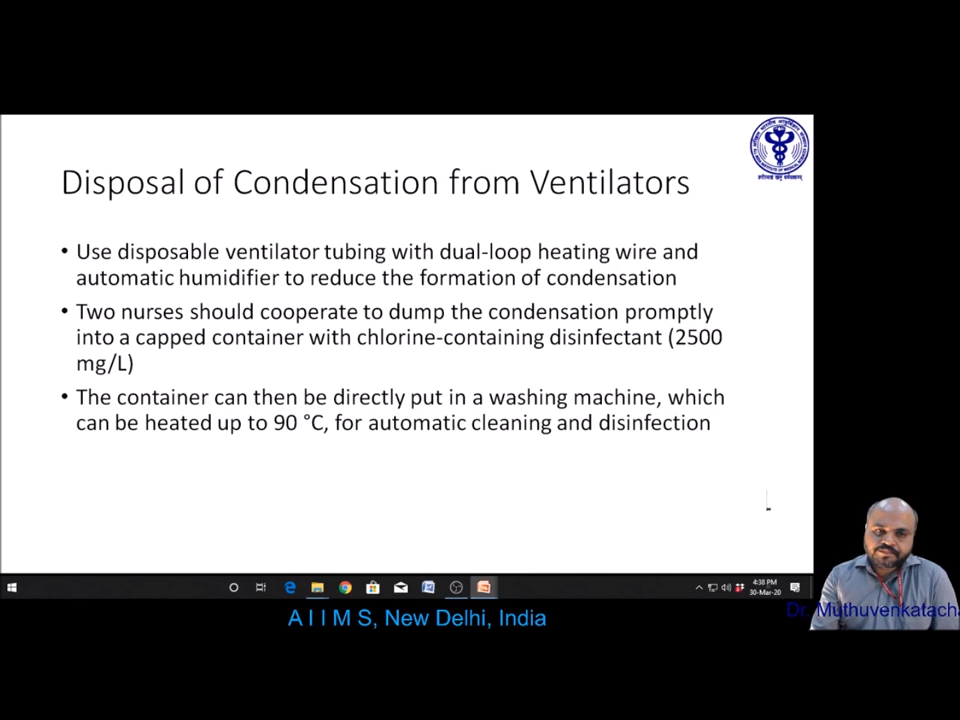 Disposal of Condensation from Ventilators
• Use disposable ventilator tubing with dual-loop heating wire and
automatic humidifier to reduce the formation of condensation
• Two nurses should cooperate to dump the condensation promptly
into a capped container with chlorine-containing disinfectant (2500
mg/L)
• The container can then be directly put in a washing machine, which
can be heated up to 90 °C, for automatic cleaning and disinfection
4:38 PM
30-Mar-20
Dr. Muthuvenkatacha
A I I M S, New Delhi, India